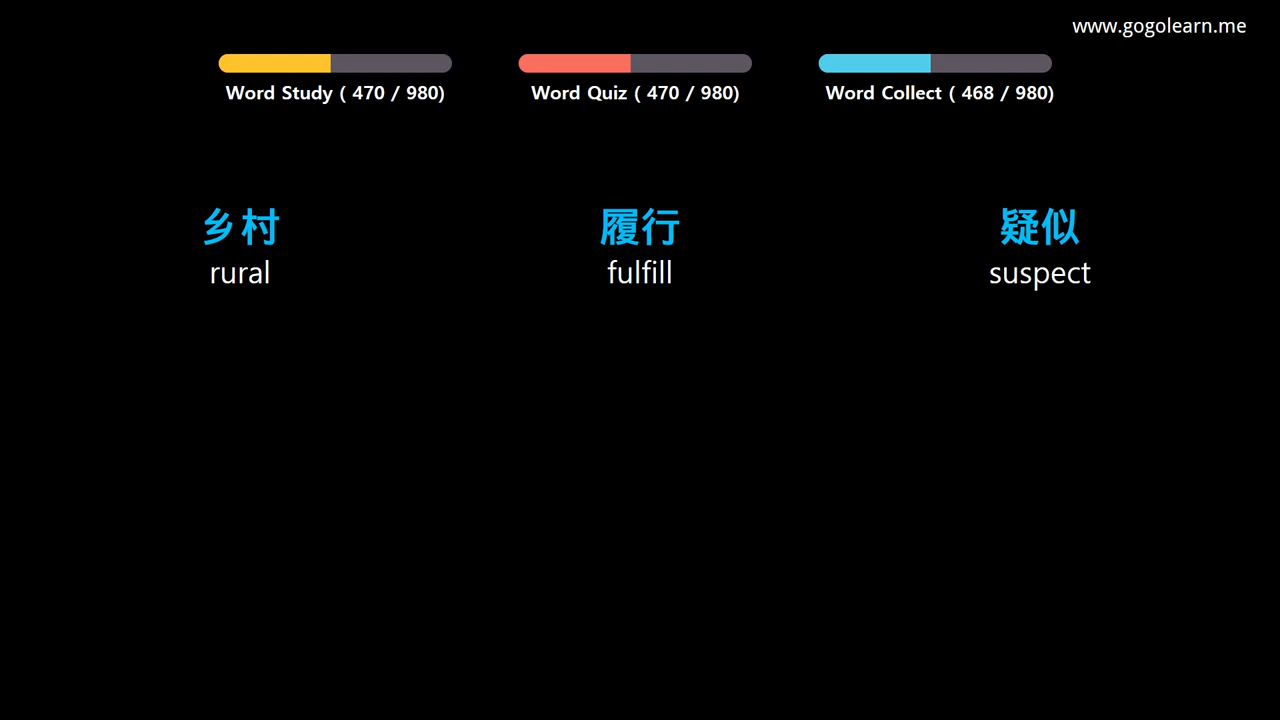 www.gogolearn.me
Word Study ( 470 / 980)
Word Quiz ( 470 / 980)
Word Collect ( 468 / 980)
乡村
rural
履行
fulfill
疑似
suspect